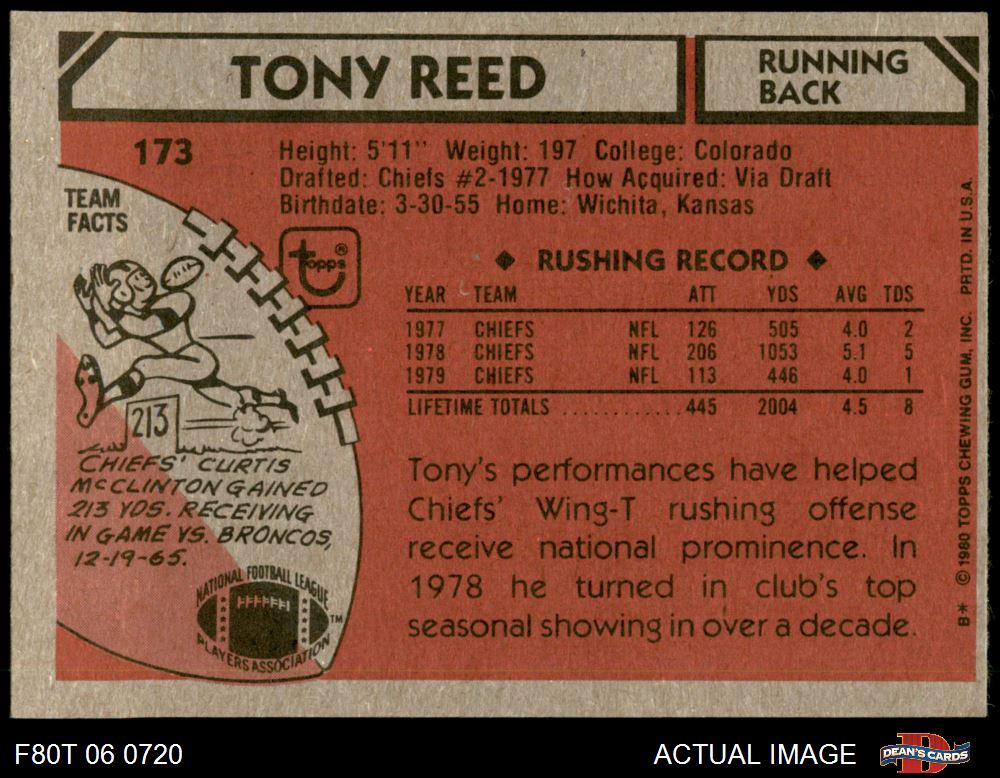 TONY REED
RUNNING
BACK
173
Height: 5'11" Weight: 197 College: Colorado
Drafted: Chiefs #2-1977 How Acquired: Via Draft
Birthdate: 3-30-55 Home: Wichita, Kansas
TEAM
FACTS
topps®
◆ RUSHING RECORD ◆
YEAR TEAM ATT YDS AVG TDS
1977 CHIEFS NFL 126 505 4.0 2
1978 CHIEFS NFL 206 1053 5.1 5
1979 CHIEFS NFL 113 446 4.0 1
LIFETIME TOTALS ............ 445 2004 4.5 8
213
CHIEFS' CURTIS
McCLINTON GAINED
213 YDS. RECEIVING
IN GAME VS. BRONCOS,
12-19-65.
NATIONAL FOOTBALL LEAGUE
PLAYERS ASSOCIATION
TM
Tony's performances have helped
Chiefs' Wing-T rushing offense
receive national prominence. In
1978 he turned in club's top
seasonal showing in over a decade.
B* © 1980 TOPPS CHEWING GUM, INC. PRTD. IN U.S.A.
F80T 06 0720
ACTUAL IMAGE
DEAN'S CARDS